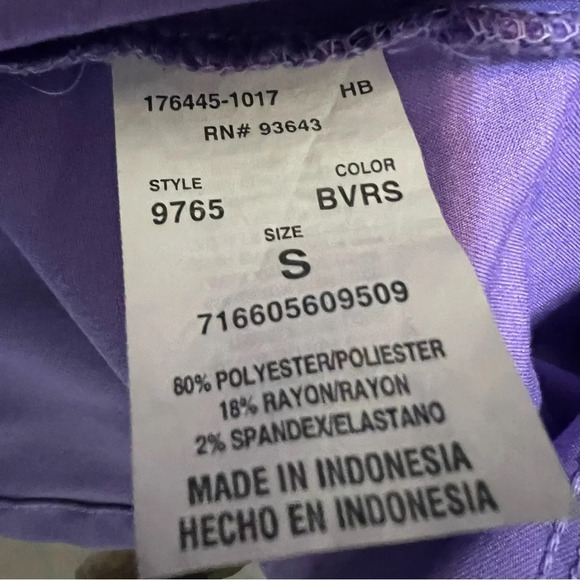 176445-1017 HB
RN# 93643
STYLE COLOR
9765 BVRS
SIZE
S
716605609509
80% POLYESTER/POLIESTER
18% RAYON/RAYON
2% SPANDEX/ELASTANO
MADE IN INDONESIA
HECHO EN INDONESIA